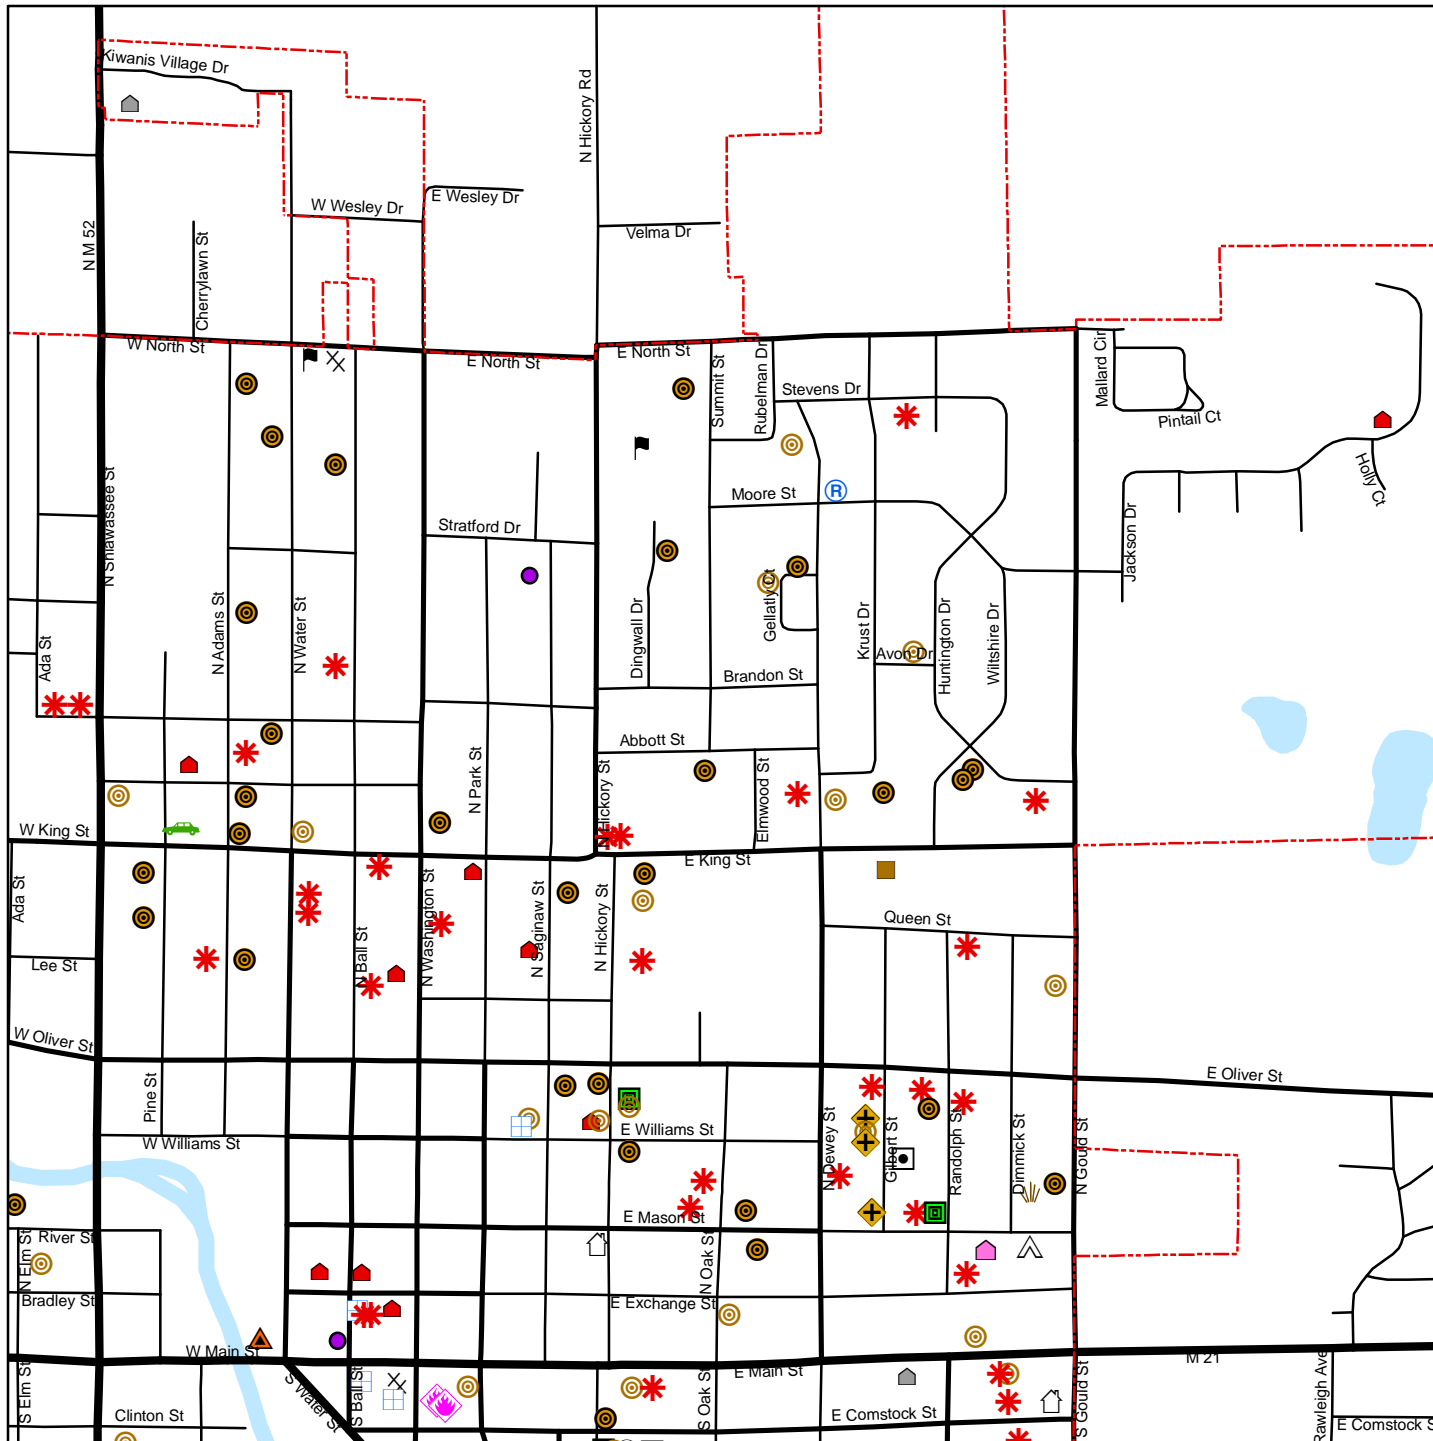 Kiwanis Village Dr
N Hickory Rd
E Wesley Dr
W Wesley Dr
Velma Dr
N M 52
Cherrylawn St
W North St
E North St
E North St
Summit St
Rubelman Dr
Stevens Dr
Mallard Cir
Pintail Ct
Holly Ct
N Shiawassee St
Stratford Dr
Moore St
R
Jackson Dr
Ada St
N Adams St
N Water St
Dingwall Dr
Gellatly Ct
Krust Dr
Avon Dr
Huntington Dr
Wiltshire Dr
Brandon St
Abbott St
N Park St
N Hickory St
Elmwood St
W King St
E King St
Ada St
N Ball St
N Washington St
N Saginaw St
N Hickory St
Queen St
Lee St
W Oliver St
E Oliver St
Pine St
W Williams St
E Williams St
N Dewey St
Gilbert St
Randolph St
Dimmick St
N Gould St
E Mason St
River St
N Elm St
N Oak St
Bradley St
E Exchange St
W Main St
E Main St
M 21
S Elm St
S Water St
S Ball St
S Oak St
S Gould St
Rawleigh Ave
Clinton St
E Comstock St
E Comstock S